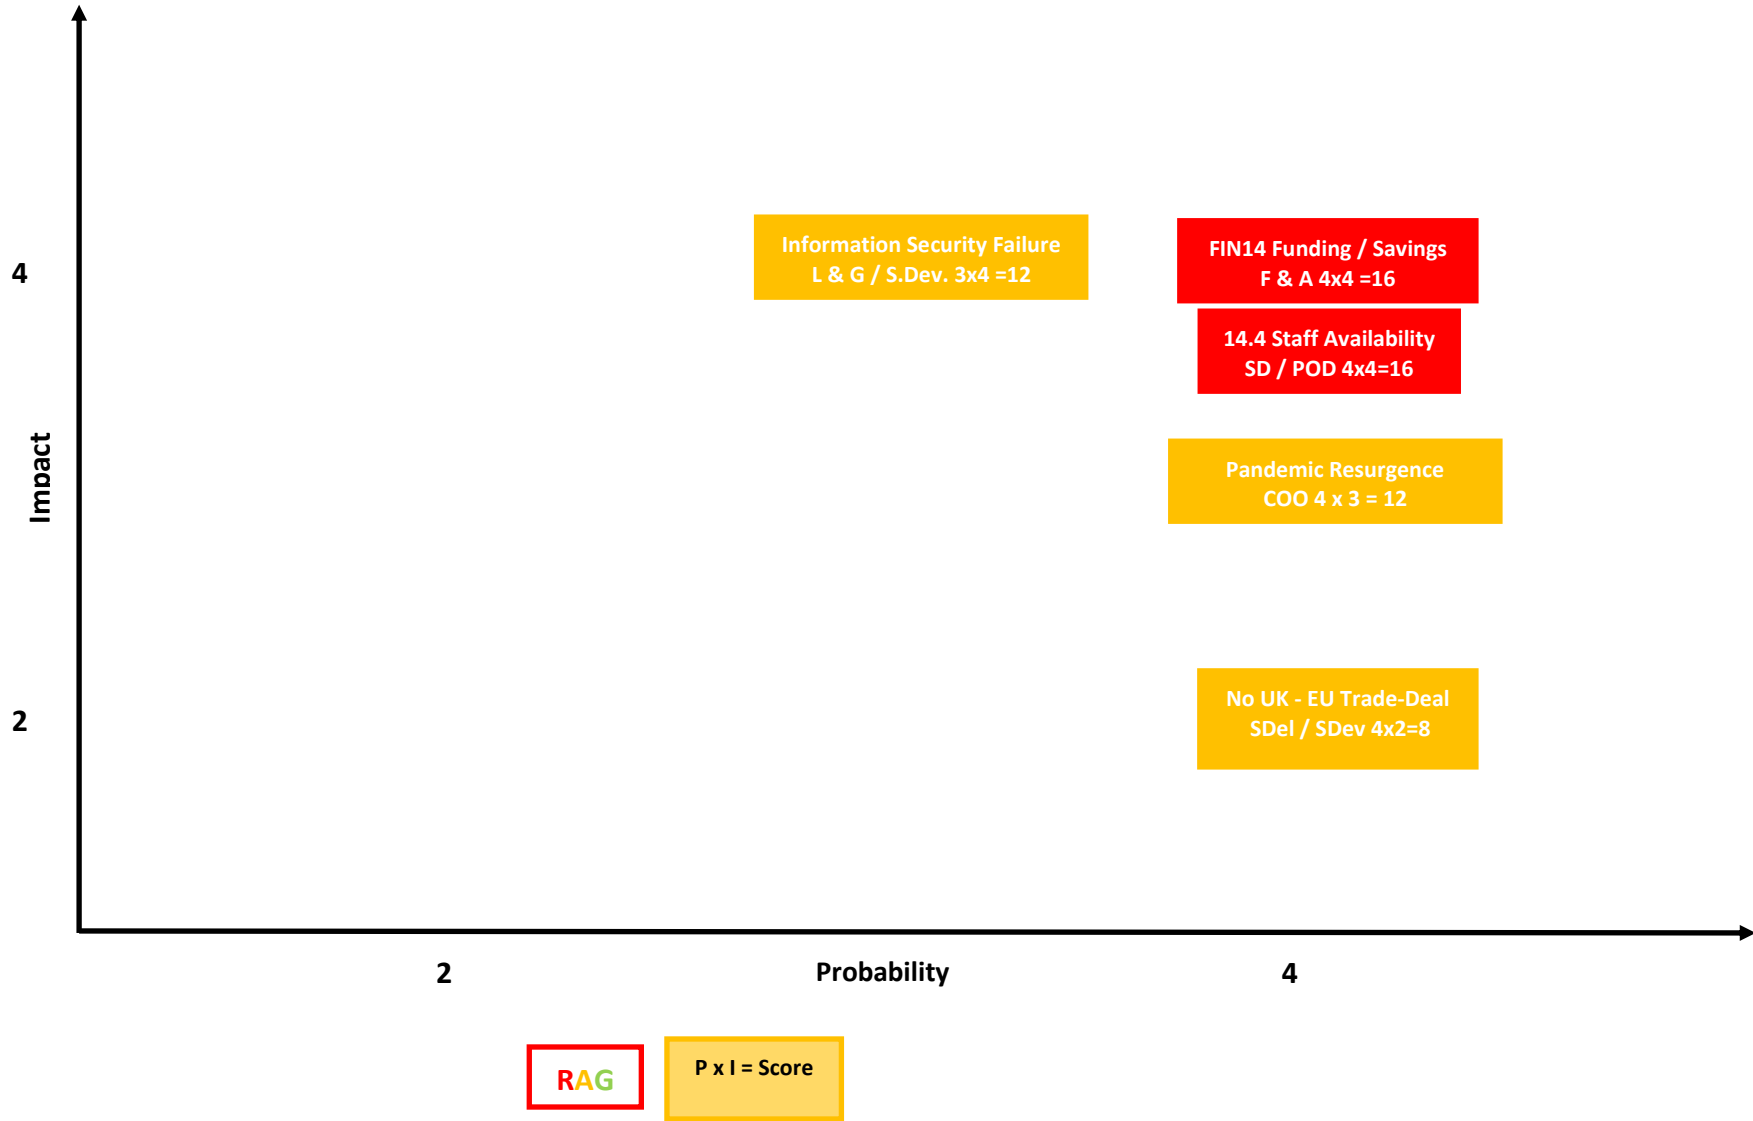 Information Security Failure
L & G / S.Dev. 3x4 =12
FIN14 Funding / Savings
F & A 4x4 =16
4
14.4 Staff Availability
SD / POD 4x4=16
Impact
Pandemic Resurgence
COO 4 x 3 = 12
No UK - EU Trade-Deal
SDel / SDev 4x2=8
2
2
Probability
4
RAG
P x I = Score